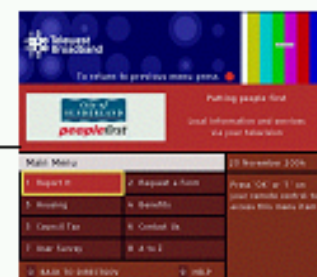 Telewest
Broadband
To return to previous menu press
City of
SUNDERLAND
peoplefirst
Putting people first
Local information and services
via your television
Main Menu
23 November 2004
1 Report It
2 Request a Form
3 Housing
4 Benefits
5 Council Tax
6 Contact Us
7 User Survey
8 A to Z
Press 'OK' or '1' on
your remote control to
access this menu item
BACK TO DIRECTORY
HELP